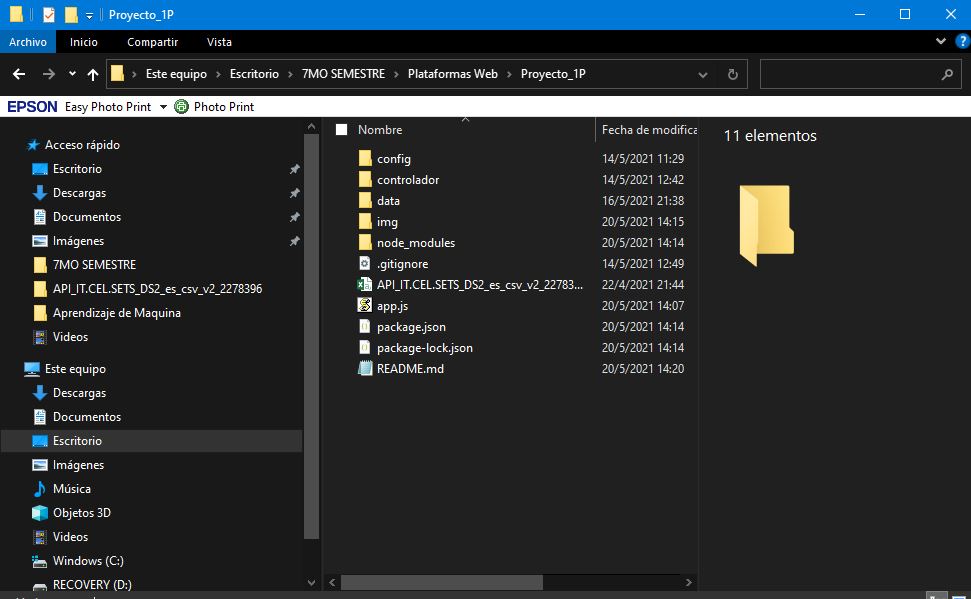 Proyecto_1P
Archivo Inicio Compartir Vista
Este equipo Escritorio 7MO SEMESTRE Plataformas Web Proyecto_1P
EPSON Easy Photo Print Photo Print
Acceso rápido
Escritorio
Descargas
Documentos
Imágenes
7MO SEMESTRE
API_IT.CEL.SETS_DS2_es_csv_v2_2278396
Aprendizaje de Maquina
Videos
Este equipo
Descargas
Documentos
Escritorio
Imágenes
Música
Objetos 3D
Videos
Windows (C:)
RECOVERY (D:)
Nombre Fecha de modifica
config 14/5/2021 11:29
controlador 14/5/2021 12:42
data 16/5/2021 21:38
img 20/5/2021 14:15
node_modules 20/5/2021 14:14
.gitignore 14/5/2021 12:49
API_IT.CEL.SETS_DS2_es_csv_v2_22783... 22/4/2021 21:44
app.js 20/5/2021 14:07
package.json 20/5/2021 14:14
package-lock.json 20/5/2021 14:14
README.md 20/5/2021 14:20
11 elementos